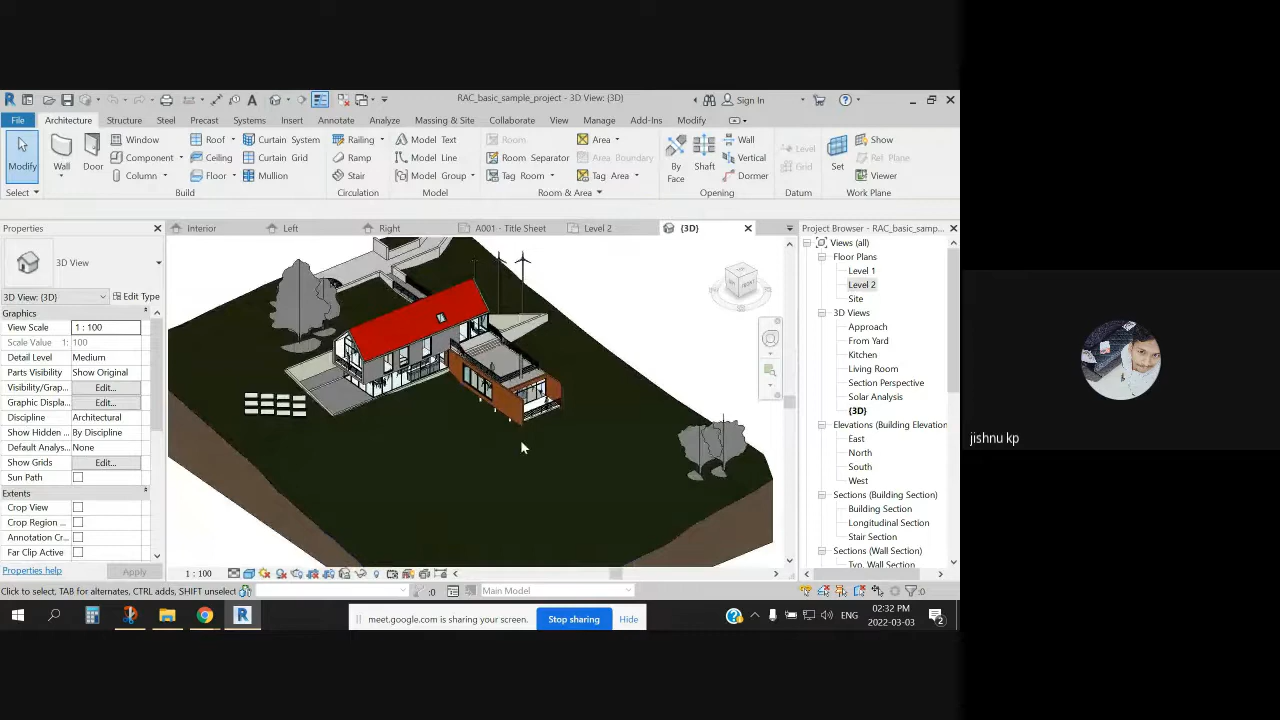 RAC_basic_sample_project - 3D View: {3D}
Sign In
File Architecture Structure Steel Precast Systems Insert Annotate Analyze Massing & Site Collaborate View Manage Add-Ins Modify
Modify
Wall
Door
Window
Component
Column
Roof
Ceiling
Floor
Curtain System
Curtain Grid
Mullion
Railing
Ramp
Stair
Model Text
Model Line
Model Group
Room
Room Separator
Tag Room
Area
Area Boundary
Tag Area
By Face
Shaft
Wall
Vertical
Dormer
Level
Grid
Set
Show
Ref Plane
Viewer
Select Build Circulation Model Room & Area Opening Datum Work Plane
Properties
Interior Left Right A001 - Title Sheet Level 2 {3D}
Project Browser - RAC_basic_samp...
3D View
3D View: {3D} Edit Type
Graphics
View Scale 1 : 100
Scale Value 1: 100
Detail Level Medium
Parts Visibility Show Original
Visibility/Grap... Edit...
Graphic Displa... Edit...
Discipline Architectural
Show Hidden ... By Discipline
Default Analys... None
Show Grids Edit...
Sun Path
Extents
Crop View
Crop Region ...
Annotation Cr...
Far Clip Active
Properties help Apply
FRONT
Views (all)
Floor Plans
Level 1
Level 2
Site
3D Views
Approach
From Yard
Kitchen
Living Room
Section Perspective
Solar Analysis
{3D}
Elevations (Building Elevation
East
North
South
West
Sections (Building Section)
Building Section
Longitudinal Section
Stair Section
Sections (Wall Section)
Typ. Wall Section
1 : 100
Click to select, TAB for alternates, CTRL adds, SHIFT unselect
:0
Main Model
:0
meet.google.com is sharing your screen. Stop sharing Hide
ENG
02:32 PM
2022-03-03
2
jishnu kp